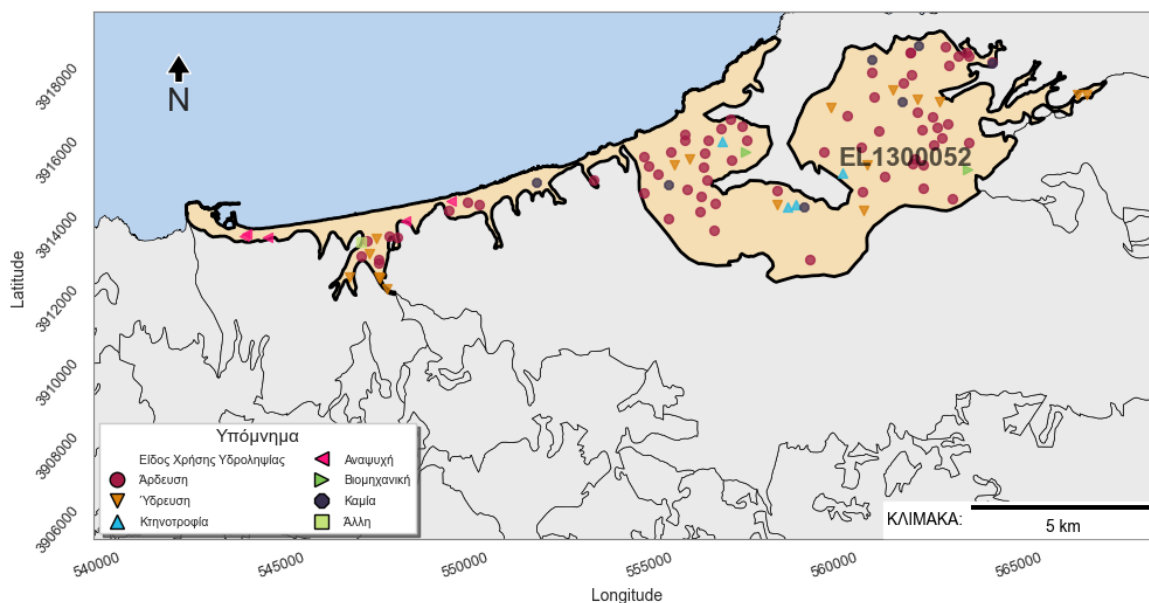 N
EL1300052
3918000
3916000
3914000
3912000
3910000
3908000
3906000
Latitude
Υπόμνημα
Είδος Χρήσης Υδροληψίας
Άρδευση
Ύδρευση
Κτηνοτροφία
Αναψυχή
Βιομηχανική
Καμία
Άλλη
ΚΛΙΜΑΚΑ:
5 km
540000 545000 550000 555000 560000 565000
Longitude